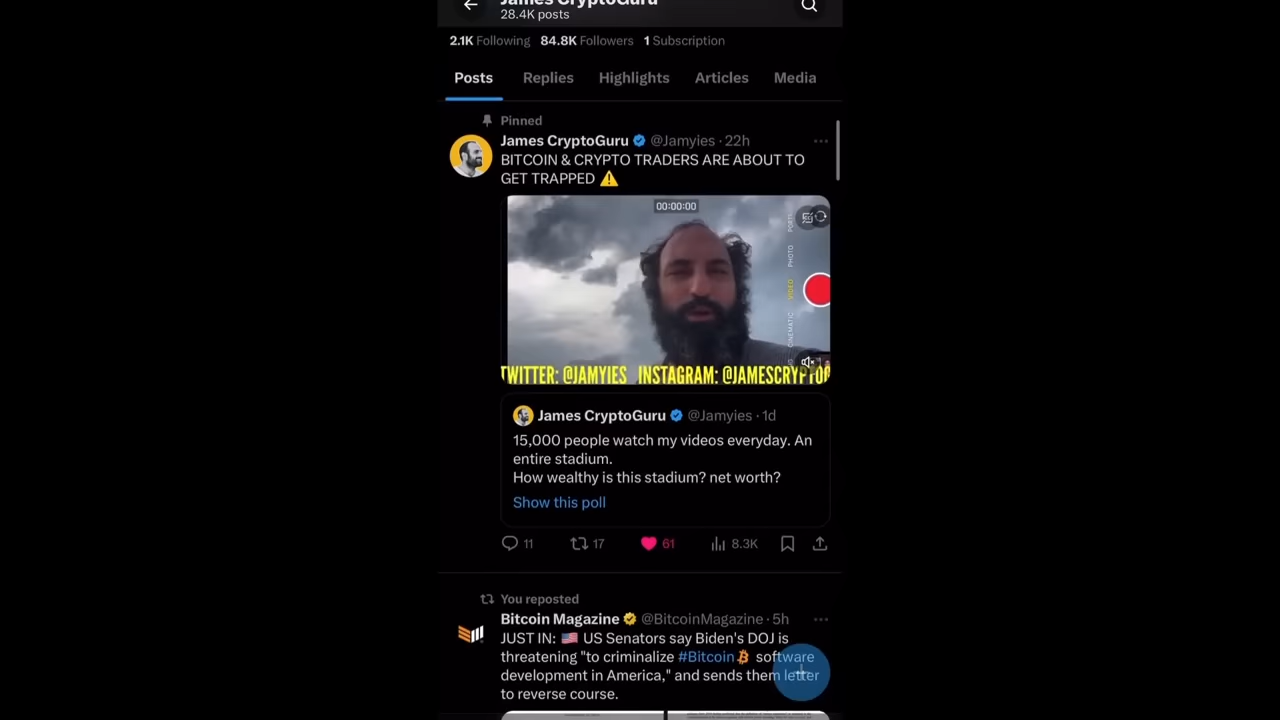 James CryptoGuru
28.4K posts
2.1K Following 84.8K Followers 1 Subscription
Posts Replies Highlights Articles Media
Pinned
James CryptoGuru @Jamyies · 22h
BITCOIN & CRYPTO TRADERS ARE ABOUT TO
GET TRAPPED ⚠️
00:00:00
PHOTO
VIDEO
CINEMATIC
TWITTER: @JAMYIES INSTAGRAM: @JAMESCRYPTOG
James CryptoGuru @Jamyies · 1d
15,000 people watch my videos everyday. An
entire stadium.
How wealthy is this stadium? net worth?
Show this poll
11 17 61 8.3K
You reposted
Bitcoin Magazine @BitcoinMagazine · 5h
JUST IN: 🇺🇸 US Senators say Biden's DOJ is
threatening "to criminalize #Bitcoin software
development in America," and sends them letter
to reverse course.